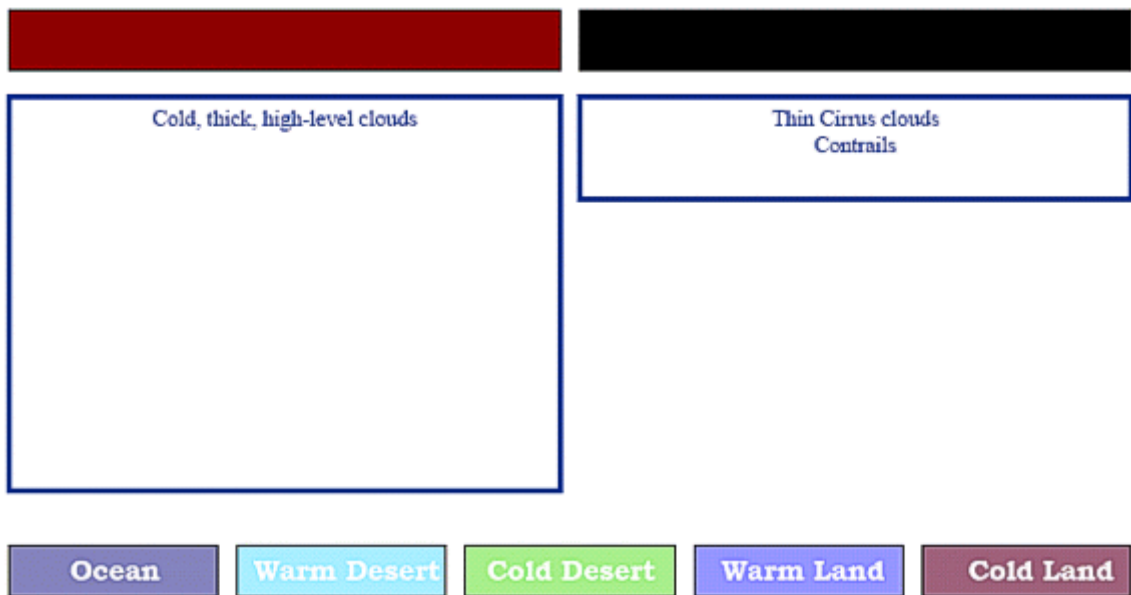 Cold, thick, high-level clouds
Thin Cirrus clouds
Contrails
Ocean
Warm Desert
Cold Desert
Warm Land
Cold Land